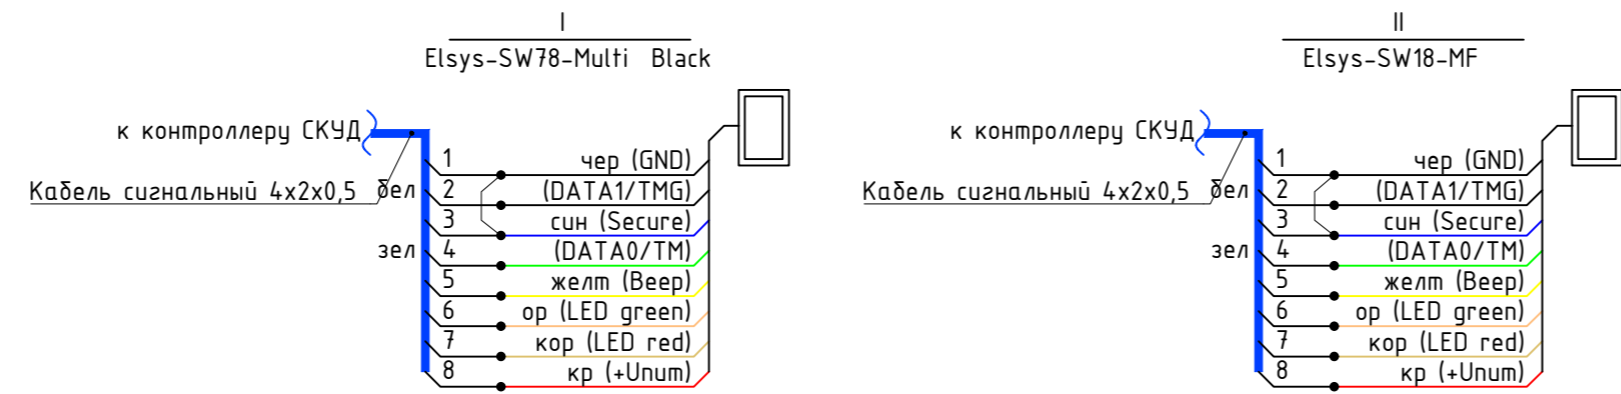 I
Elsys-SW78-Multi Black
к контроллеру СКУД
Кабель сигнальный 4х2х0,5
1 чер (GND)
бел 2 (DATA1/TMG)
3 син (Secure)
зел 4 (DATA0/TM)
5 желт (Beep)
6 ор (LED green)
7 кор (LED red)
8 кр (+Uпит)
II
Elsys-SW18-MF
к контроллеру СКУД
Кабель сигнальный 4х2х0,5
1 чер (GND)
бел 2 (DATA1/TMG)
3 син (Secure)
зел 4 (DATA0/TM)
5 желт (Beep)
6 ор (LED green)
7 кор (LED red)
8 кр (+Uпит)